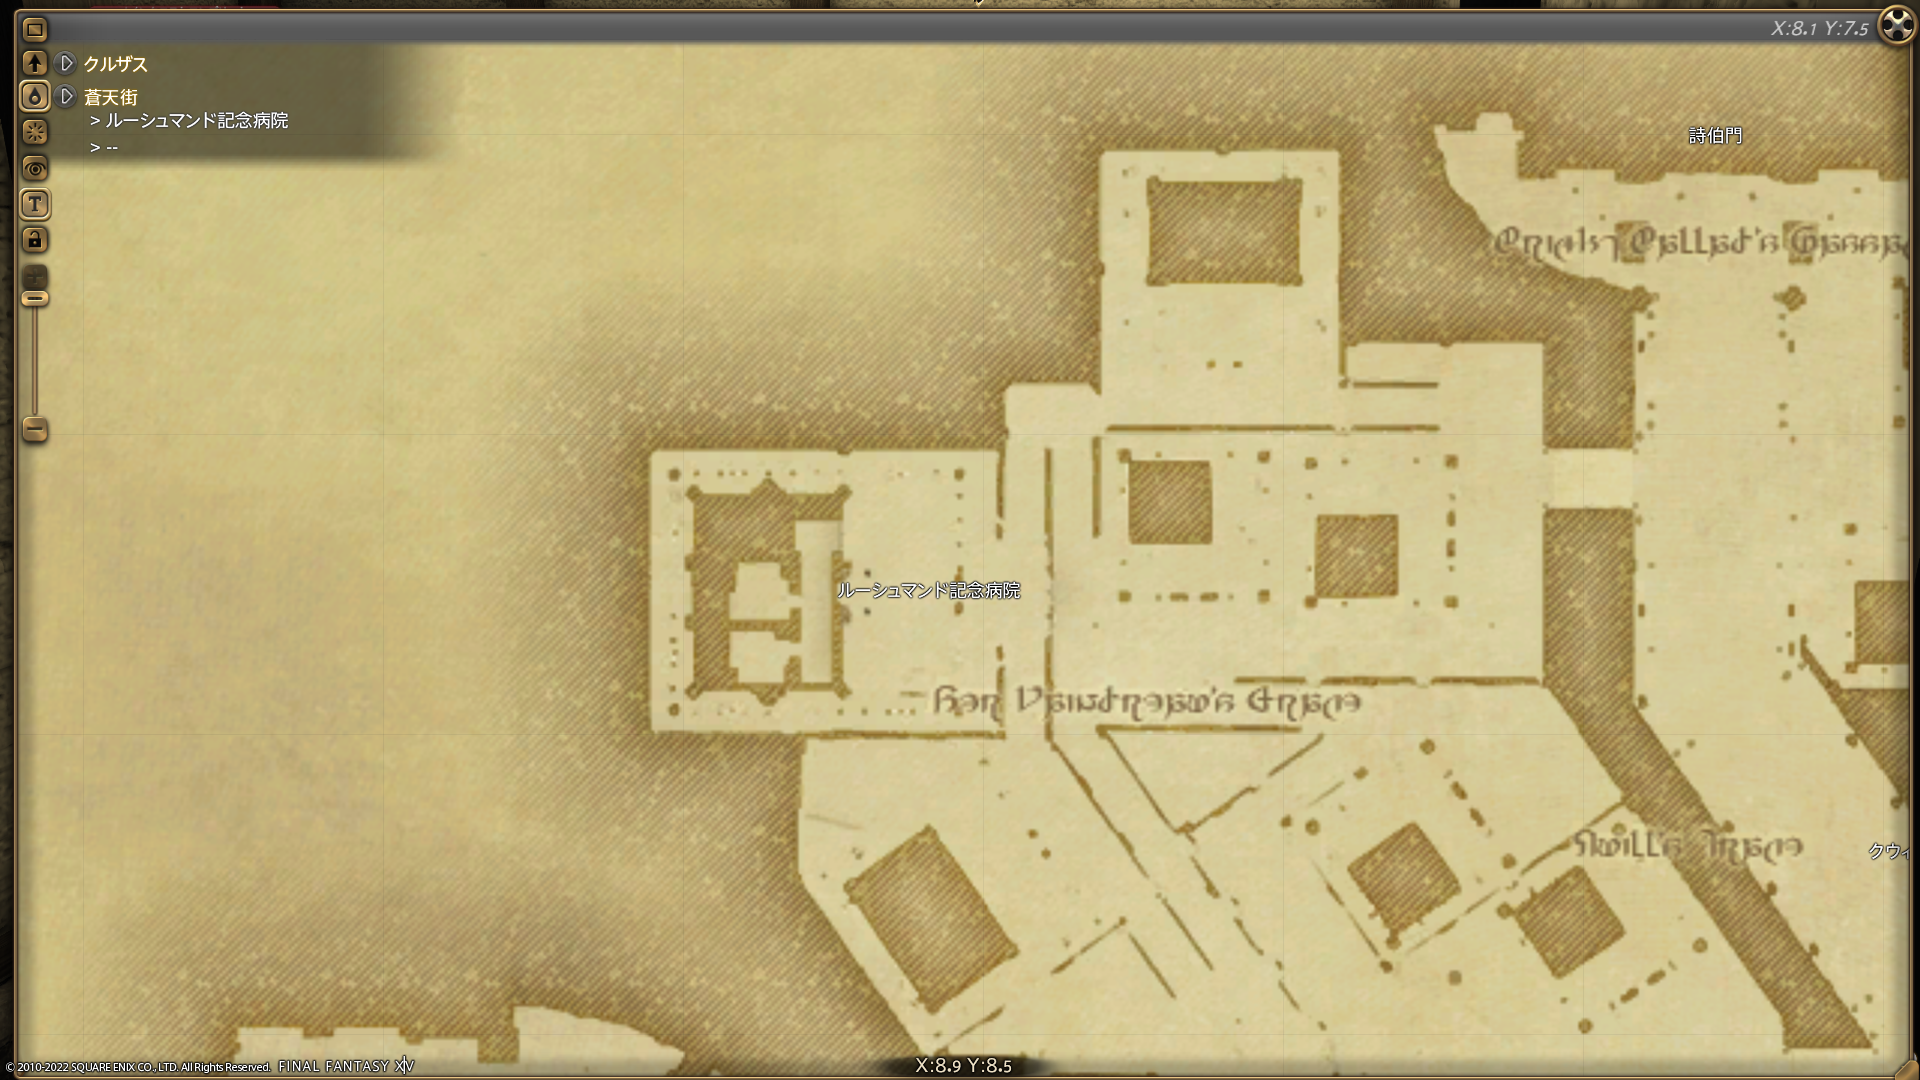 X:8.1 Y:7.5
クルザス
蒼天街
> ルーシュマンド記念病院
> --
詩伯門
ルーシュマンド記念病院
クウィ
T
X:8.9 Y:8.5
© 2010-2022 SQUARE ENIX CO., LTD. All Rights Reserved. FINAL FANTASY XIV